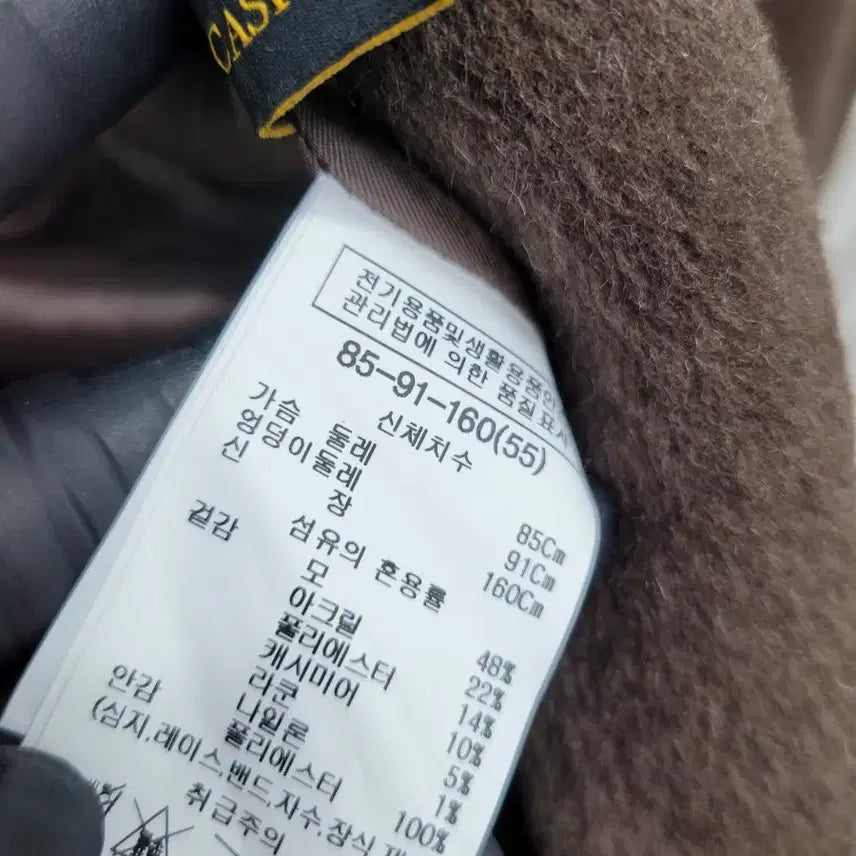 CASH
전기용품및생활용품안
관리법에 의한 품질표시
85-91-160(55)
신체치수
가슴 둘레 85Cm
엉덩이둘레 91Cm
신 장 160Cm
섬유의 혼용률
겉감 모 48%
아크릴 22%
폴리에스터 14%
캐시미어 10%
라쿤 5%
나일론 1%
안감 폴리에스터 100%
(심지,레이스,밴드,자수,장식 제
취급주의